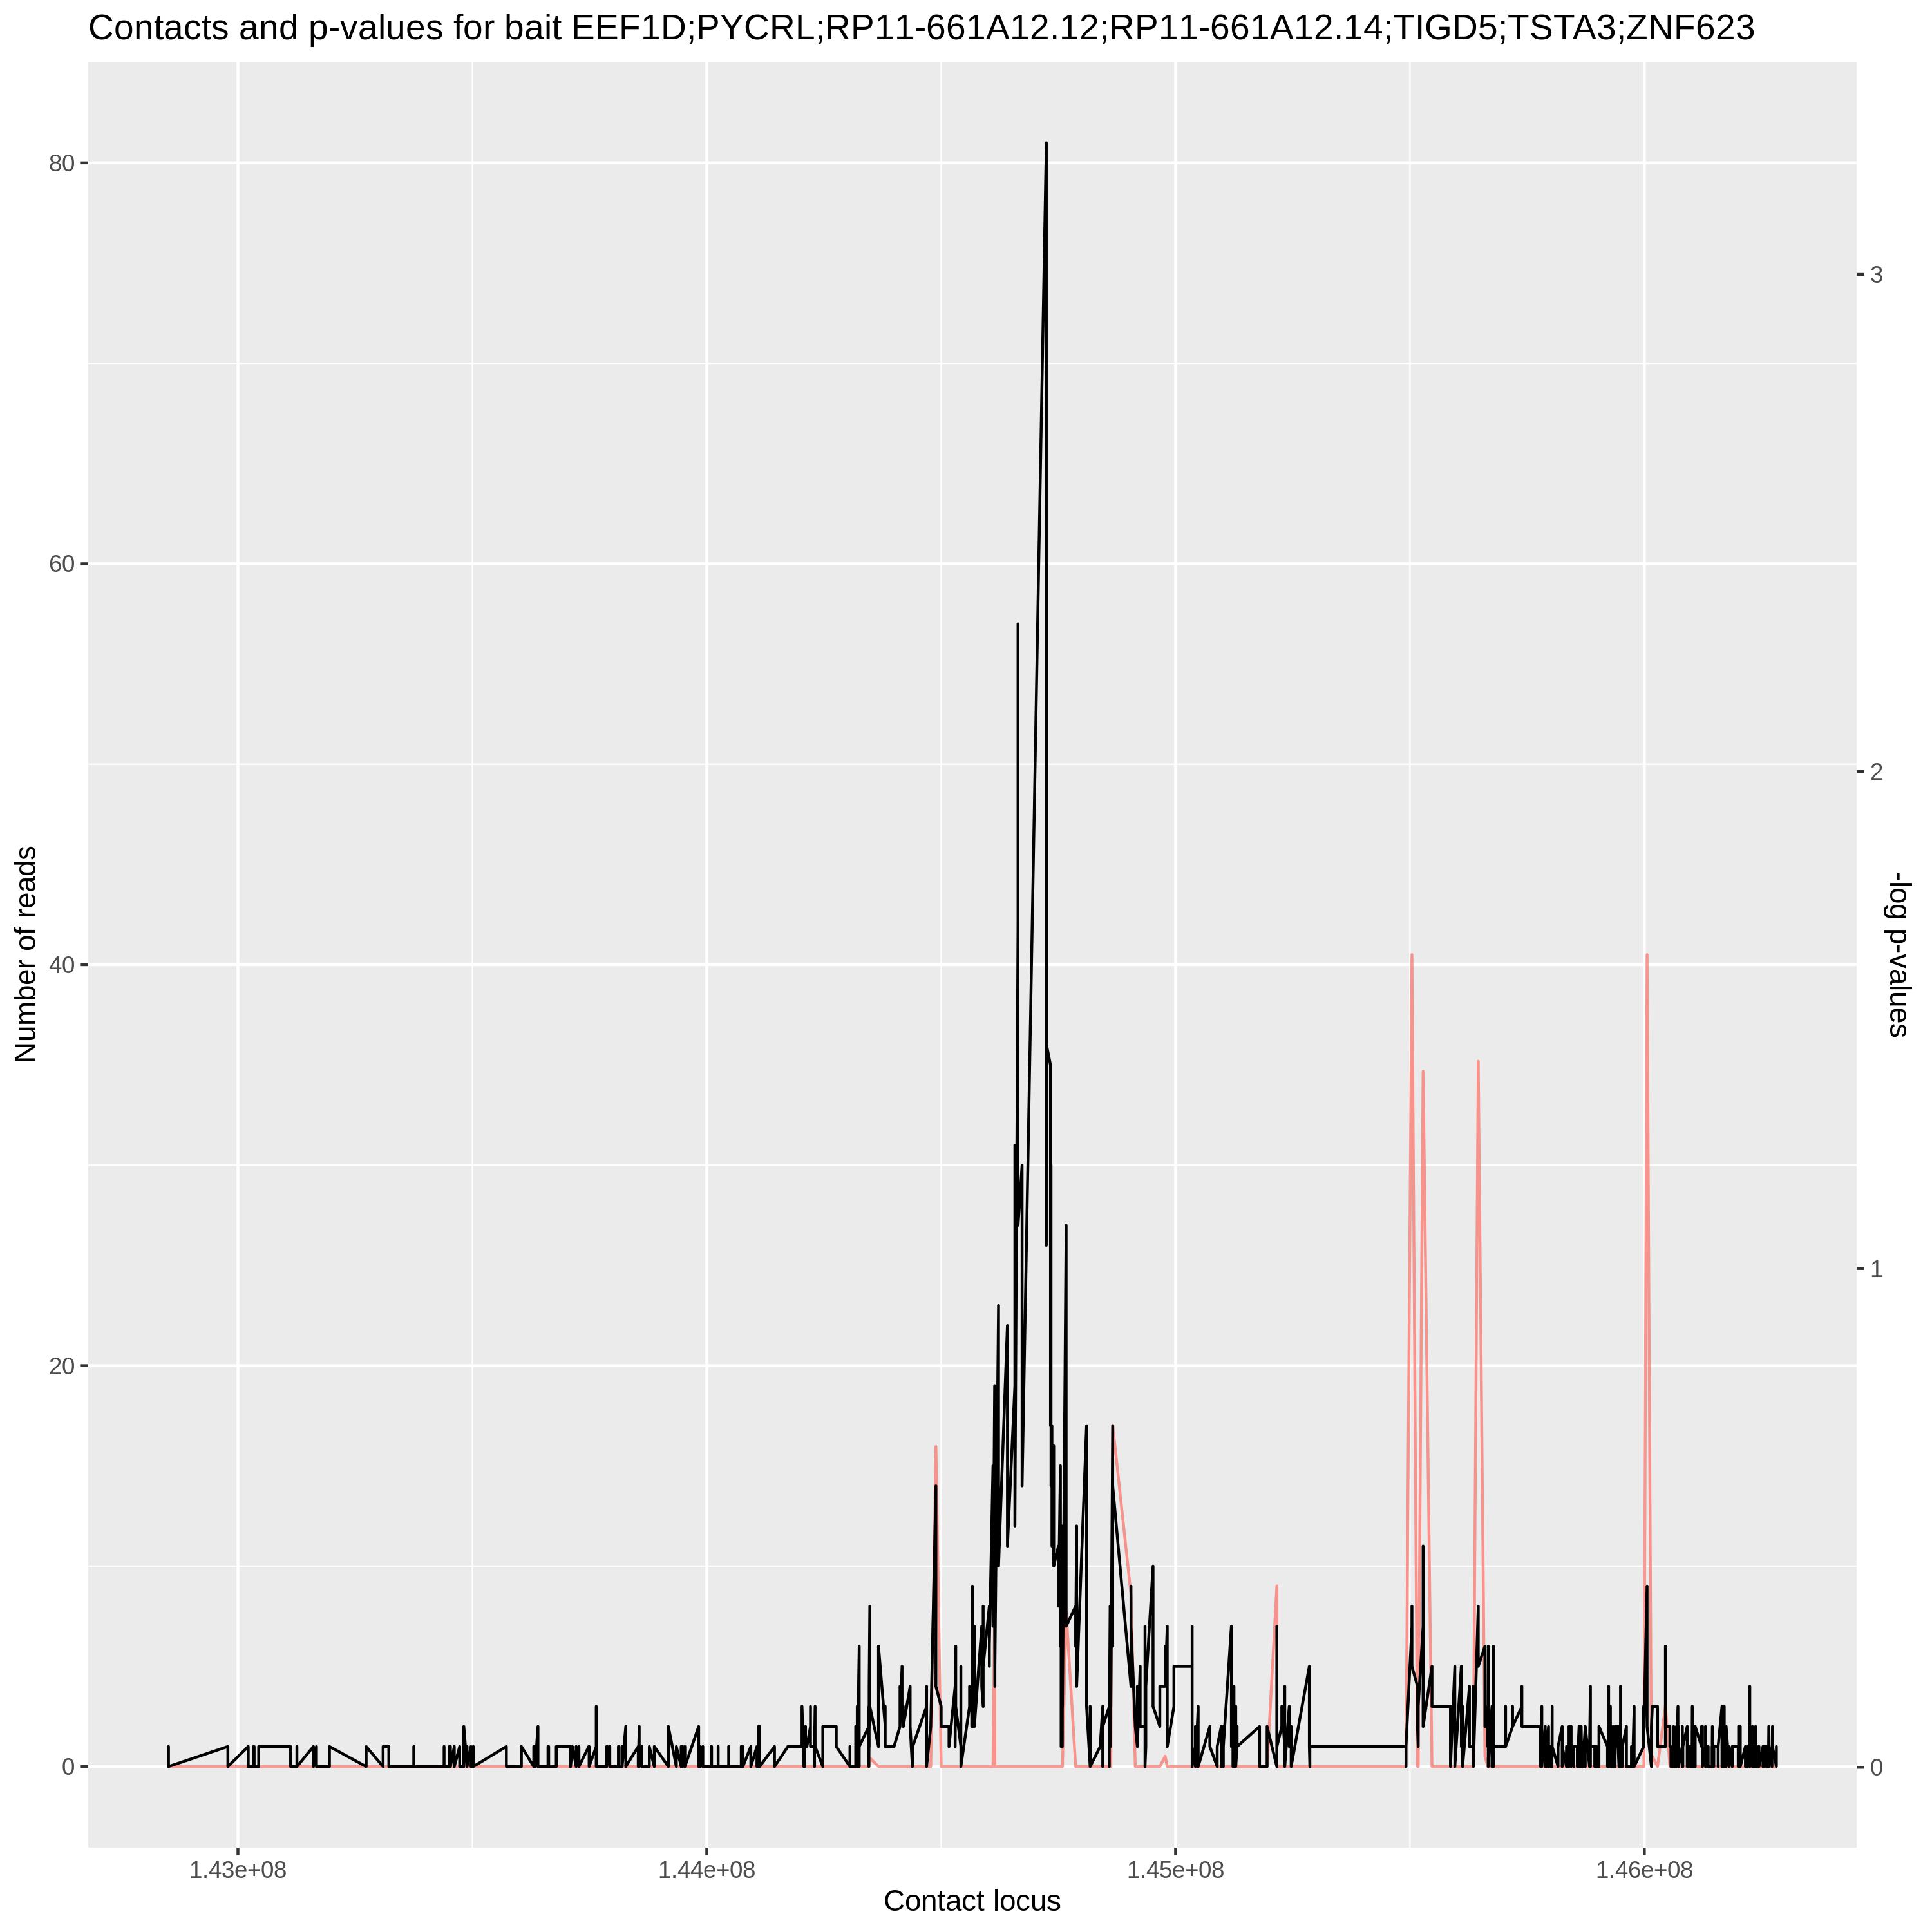 Contacts and p-values for bait EEF1D;PYCRL;RP11-661A12.12;RP11-661A12.14;TIGD5;TSTA3;ZNF623
80
60
40
20
0
Number of reads
3
2
1
0
-log p-values
1.43e+08
1.44e+08
1.45e+08
1.46e+08
Contact locus